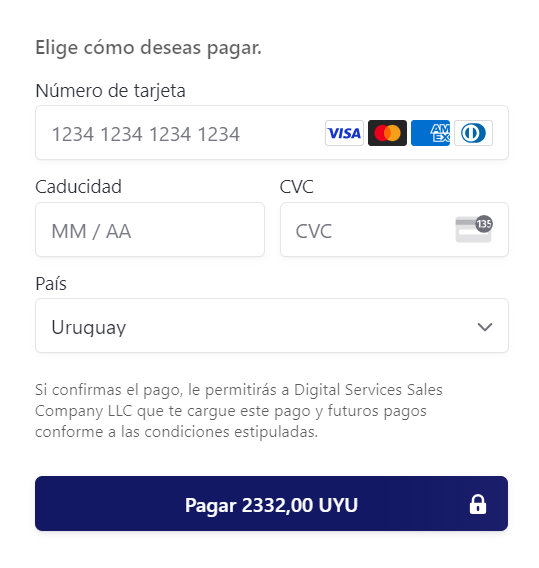 Elige cómo deseas pagar.
Número de tarjeta
1234 1234 1234 1234 VISA AM EX
Caducidad CVC
MM / AA CVC 135
País
Uruguay
Si confirmas el pago, le permitirás a Digital Services Sales
Company LLC que te cargue este pago y futuros pagos
conforme a las condiciones estipuladas.
Pagar 2332,00 UYU